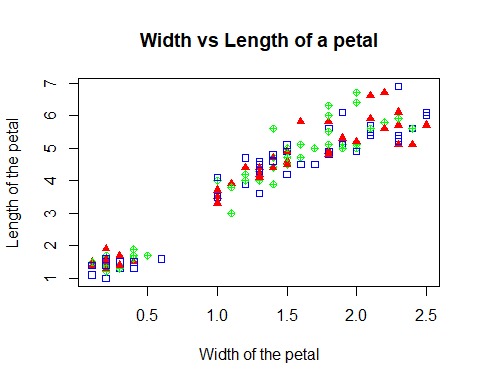 Width vs Length of a petal
Length of the petal
7
6
5
4
3
2
1
0.5 1.0 1.5 2.0 2.5
Width of the petal